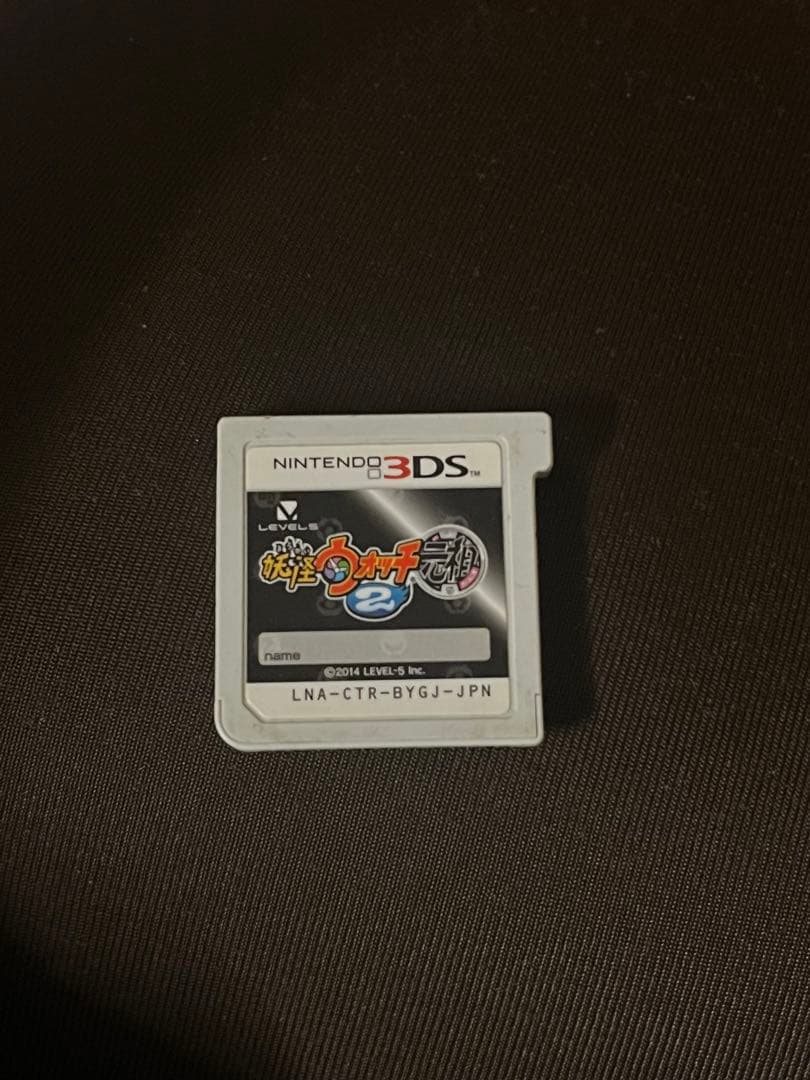 NINTENDO 3DS™
LEVEL5
妖怪ウォッチ
元祖
2
name
©2014 LEVEL-5 Inc.
LNA-CTR-BYGJ-JPN